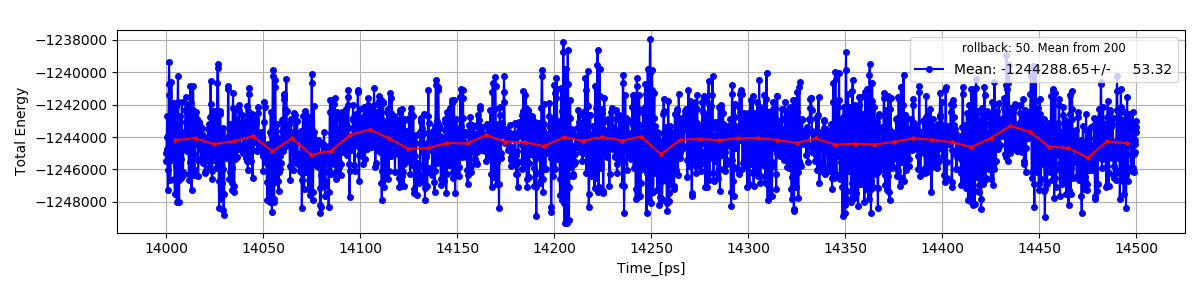 −1238000
−1240000
−1242000
−1244000
−1246000
−1248000
Total Energy
rollback: 50. Mean from 200
Mean: -1244288.65+/- 53.32
14000 14050 14100 14150 14200 14250 14300 14350 14400 14450 14500
Time_[ps]